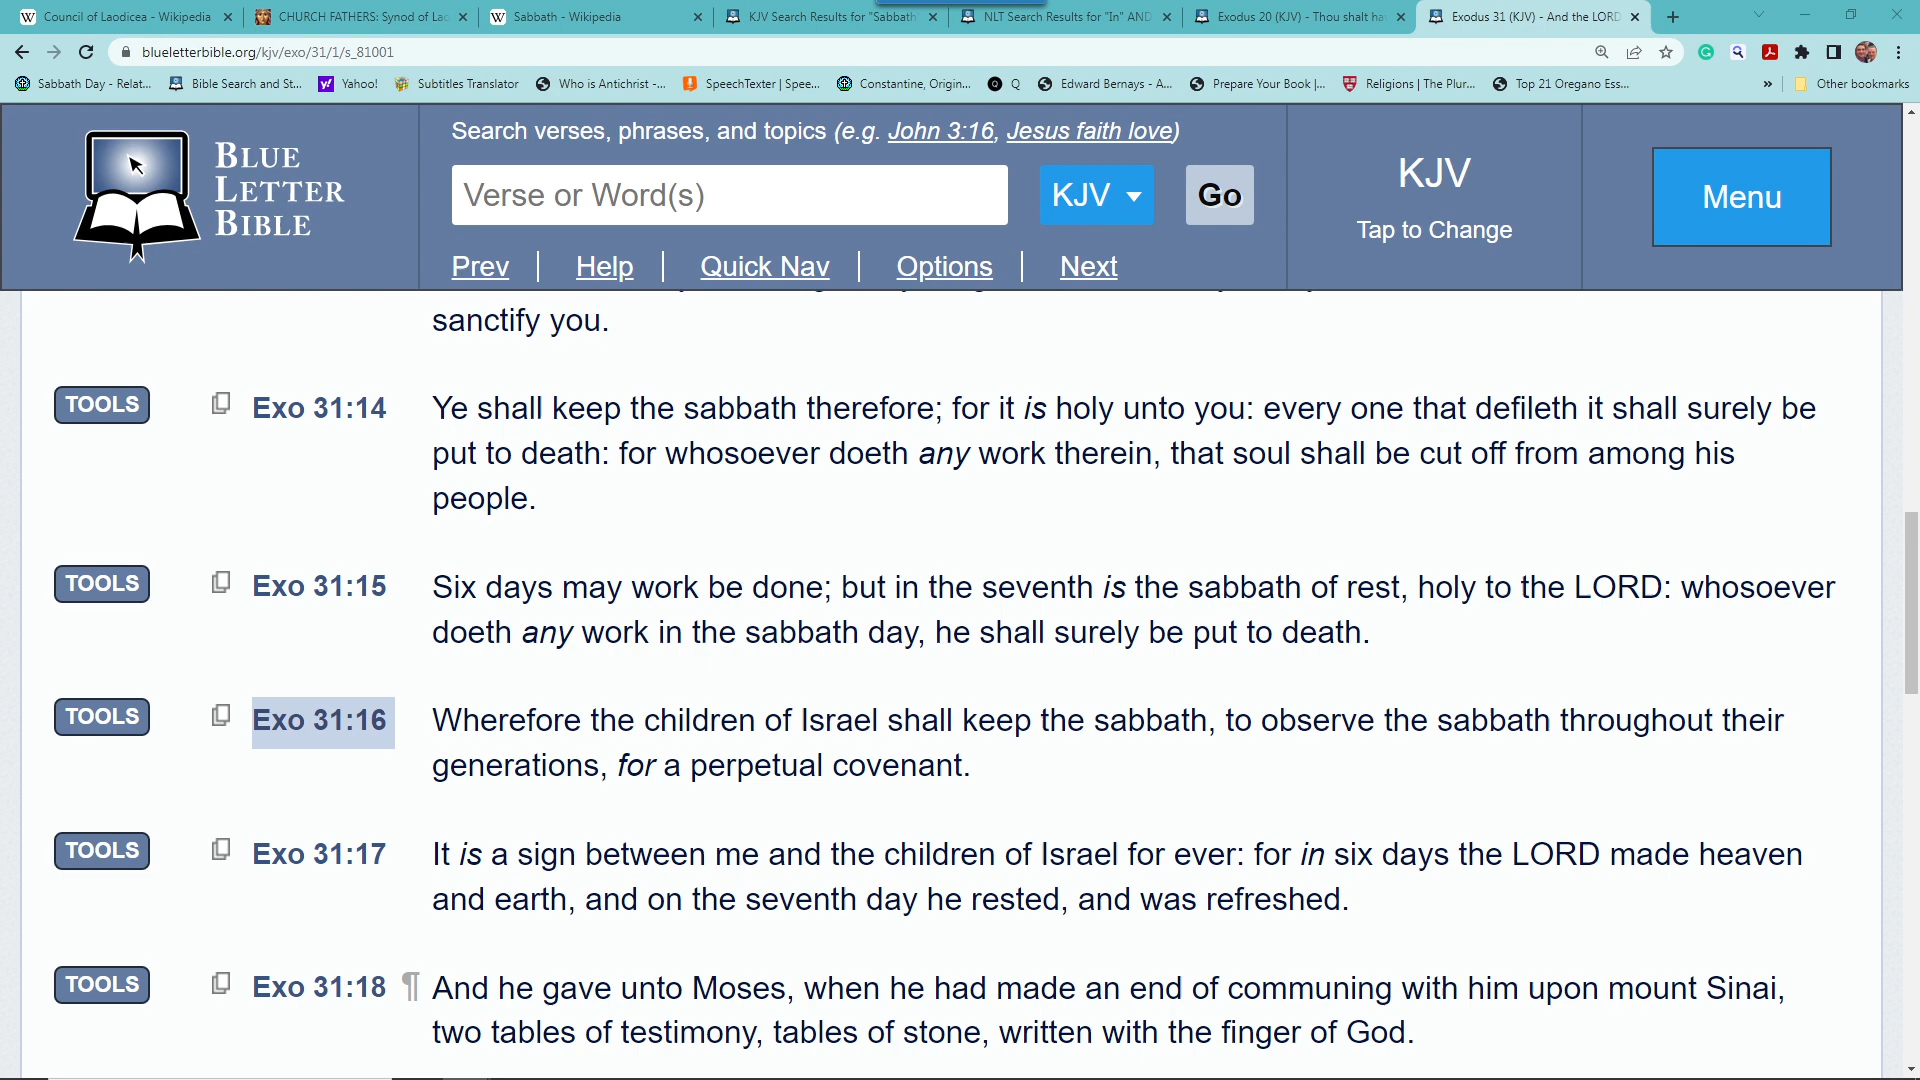 Council of Laodicea - Wikipedia
CHURCH FATHERS: Synod of Lao
Sabbath - Wikipedia
KJV Search Results for "Sabbath"
NLT Search Results for "In" AND
Exodus 20 (KJV) - Thou shalt ha
Exodus 31 (KJV) - And the LORD
blueletterbible.org/kjv/exo/31/1/s_81001
Sabbath Day - Relat...
Bible Search and St...
Yahoo!
Subtitles Translator
Who is Antichrist -...
SpeechTexter | Spee...
Constantine, Origin...
Q
Edward Bernays - A...
Prepare Your Book |...
Religions | The Plur...
Top 21 Oregano Ess...
»
Other bookmarks
BLUE
LETTER
BIBLE
Search verses, phrases, and topics (e.g. John 3:16, Jesus faith love)
Verse or Word(s)
KJV
Go
Prev | Help | Quick Nav | Options | Next
KJV
Tap to Change
Menu
sanctify you.
TOOLS Exo 31:14 Ye shall keep the sabbath therefore; for it is holy unto you: every one that defileth it shall surely be
put to death: for whosoever doeth any work therein, that soul shall be cut off from among his
people.
TOOLS Exo 31:15 Six days may work be done; but in the seventh is the sabbath of rest, holy to the LORD: whosoever
doeth any work in the sabbath day, he shall surely be put to death.
TOOLS Exo 31:16 Wherefore the children of Israel shall keep the sabbath, to observe the sabbath throughout their
generations, for a perpetual covenant.
TOOLS Exo 31:17 It is a sign between me and the children of Israel for ever: for in six days the LORD made heaven
and earth, and on the seventh day he rested, and was refreshed.
TOOLS Exo 31:18 ¶ And he gave unto Moses, when he had made an end of communing with him upon mount Sinai,
two tables of testimony, tables of stone, written with the finger of God.